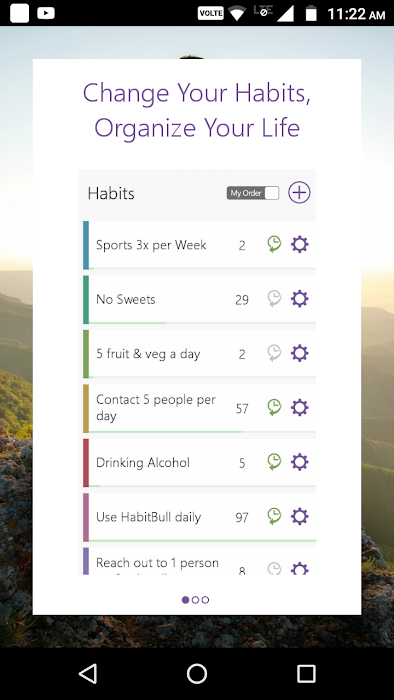 VOLTE LTE 11:22 AM
Change Your Habits,
Organize Your Life
Habits My Order
Sports 3x per Week 2
No Sweets 29
5 fruit & veg a day 2
Contact 5 people per
day 57
Drinking Alcohol 5
Use HabitBull daily 97
Reach out to 1 person
8